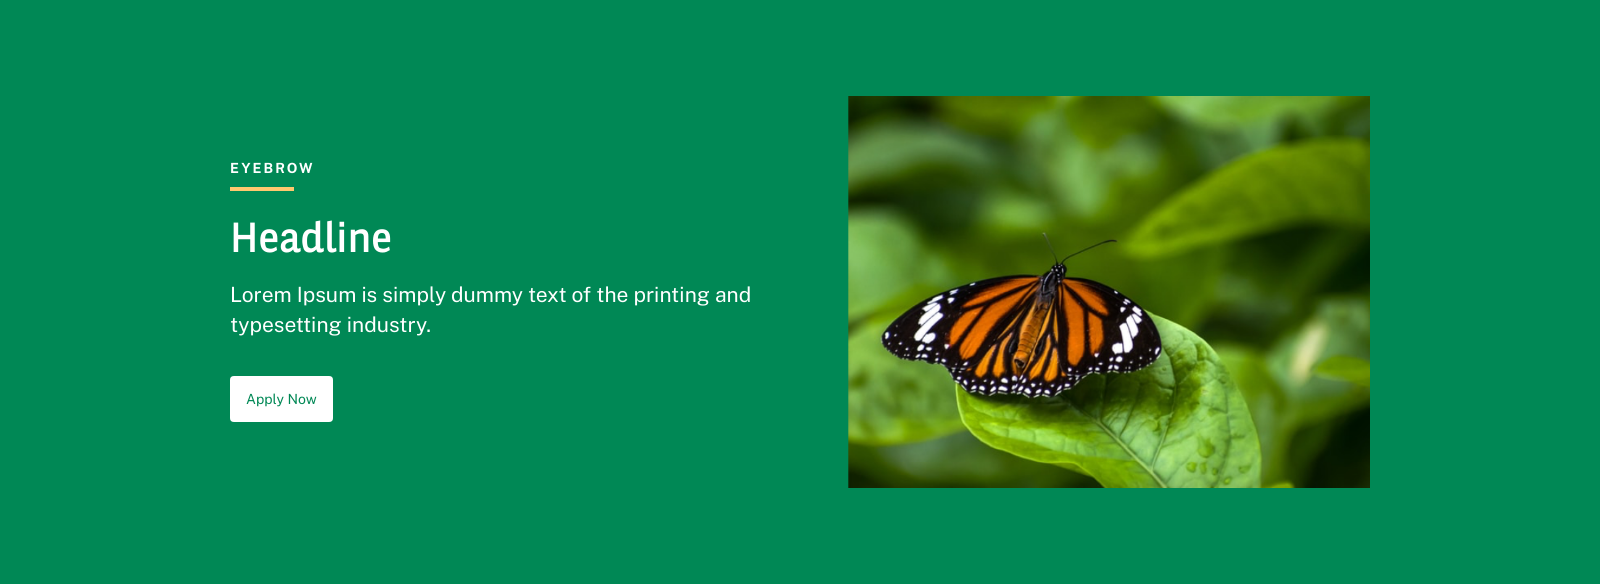 EYEBROW
Headline
Lorem Ipsum is simply dummy text of the printing and
typesetting industry.
Apply Now